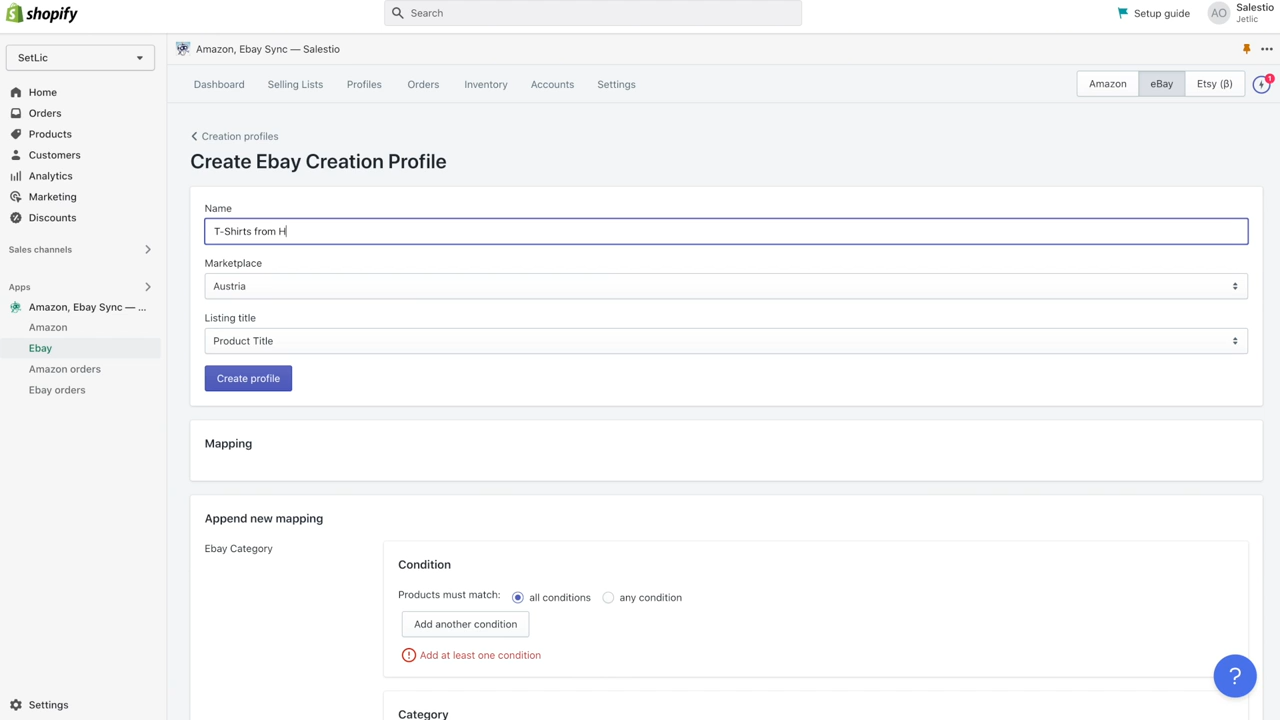 shopify
Search
Setup guide
AO
Salestio
Jetlic
SetLic
Home
Orders
Products
Customers
Analytics
Marketing
Discounts
Sales channels
Apps
Amazon, Ebay Sync — ...
Amazon
Ebay
Amazon orders
Ebay orders
Settings
Amazon, Ebay Sync — Salestio
Dashboard
Selling Lists
Profiles
Orders
Inventory
Accounts
Settings
Amazon
eBay
Etsy (β)
1
Creation profiles
Create Ebay Creation Profile
Name
T-Shirts from H
Marketplace
Austria
Listing title
Product Title
Create profile
Mapping
Append new mapping
Ebay Category
Condition
Products must match: all conditions any condition
Add another condition
Add at least one condition
Category
?